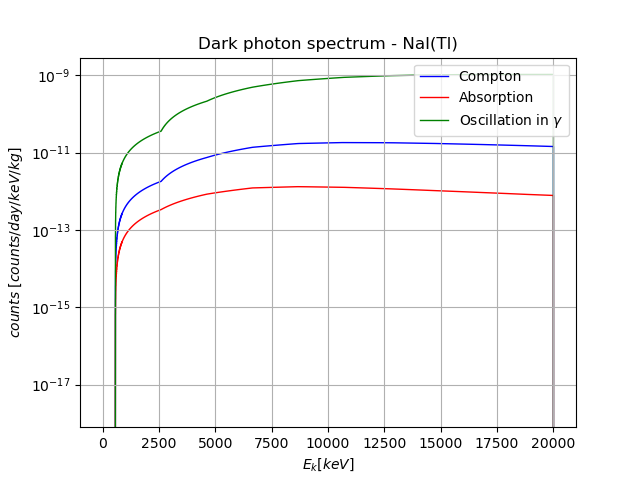 Dark photon spectrum - NaI(Tl)
Compton
Absorption
Oscillation in γ
10⁻⁹
10⁻¹¹
10⁻¹³
10⁻¹⁵
10⁻¹⁷
counts [counts/day/keV/kg]
0 2500 5000 7500 10000 12500 15000 17500 20000
E_k[keV]